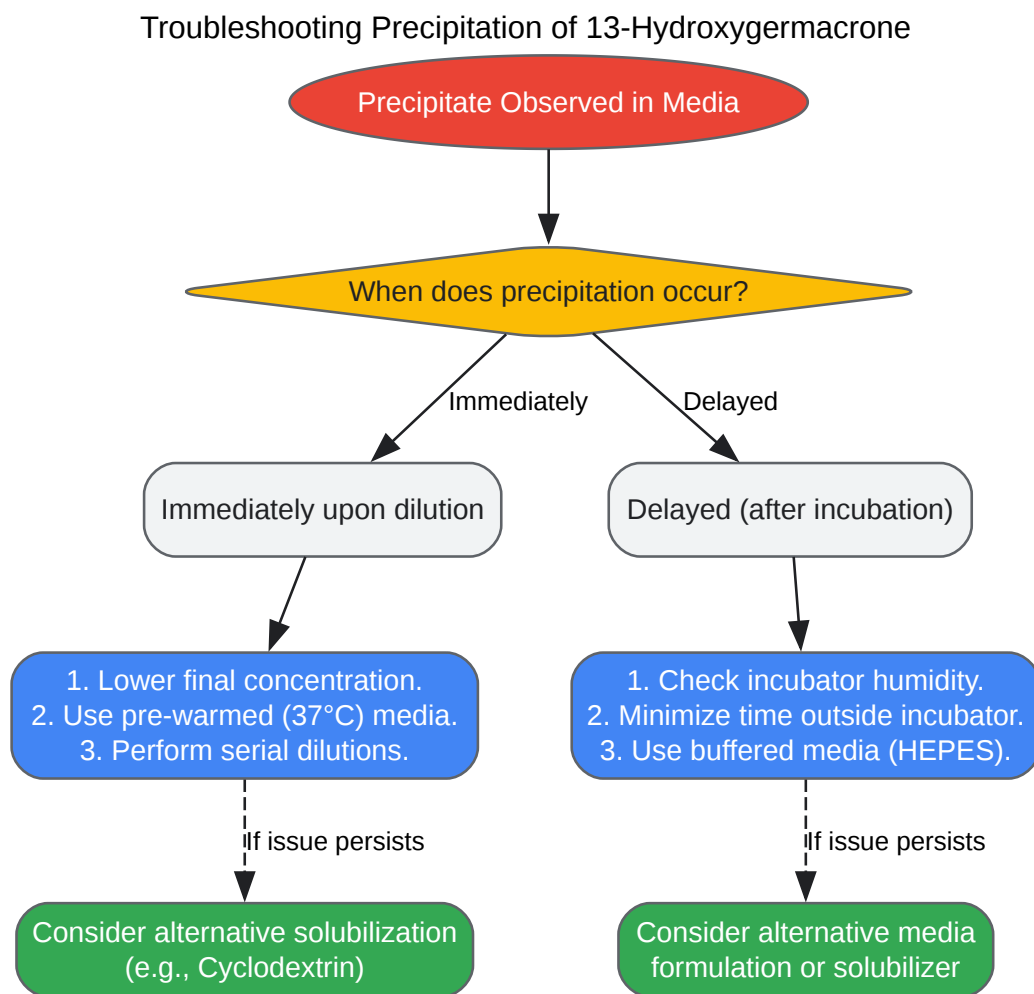 Troubleshooting Precipitation of 13-Hydroxygermacrone
Precipitate Observed in Media
When does precipitation occur?
Immediately
Delayed
Immediately upon dilution
Delayed (after incubation)
1. Lower final concentration.
2. Use pre-warmed (37°C) media.
3. Perform serial dilutions.
1. Check incubator humidity.
2. Minimize time outside incubator.
3. Use buffered media (HEPES).
If issue persists
If issue persists
Consider alternative solubilization
(e.g., Cyclodextrin)
Consider alternative media
formulation or solubilizer